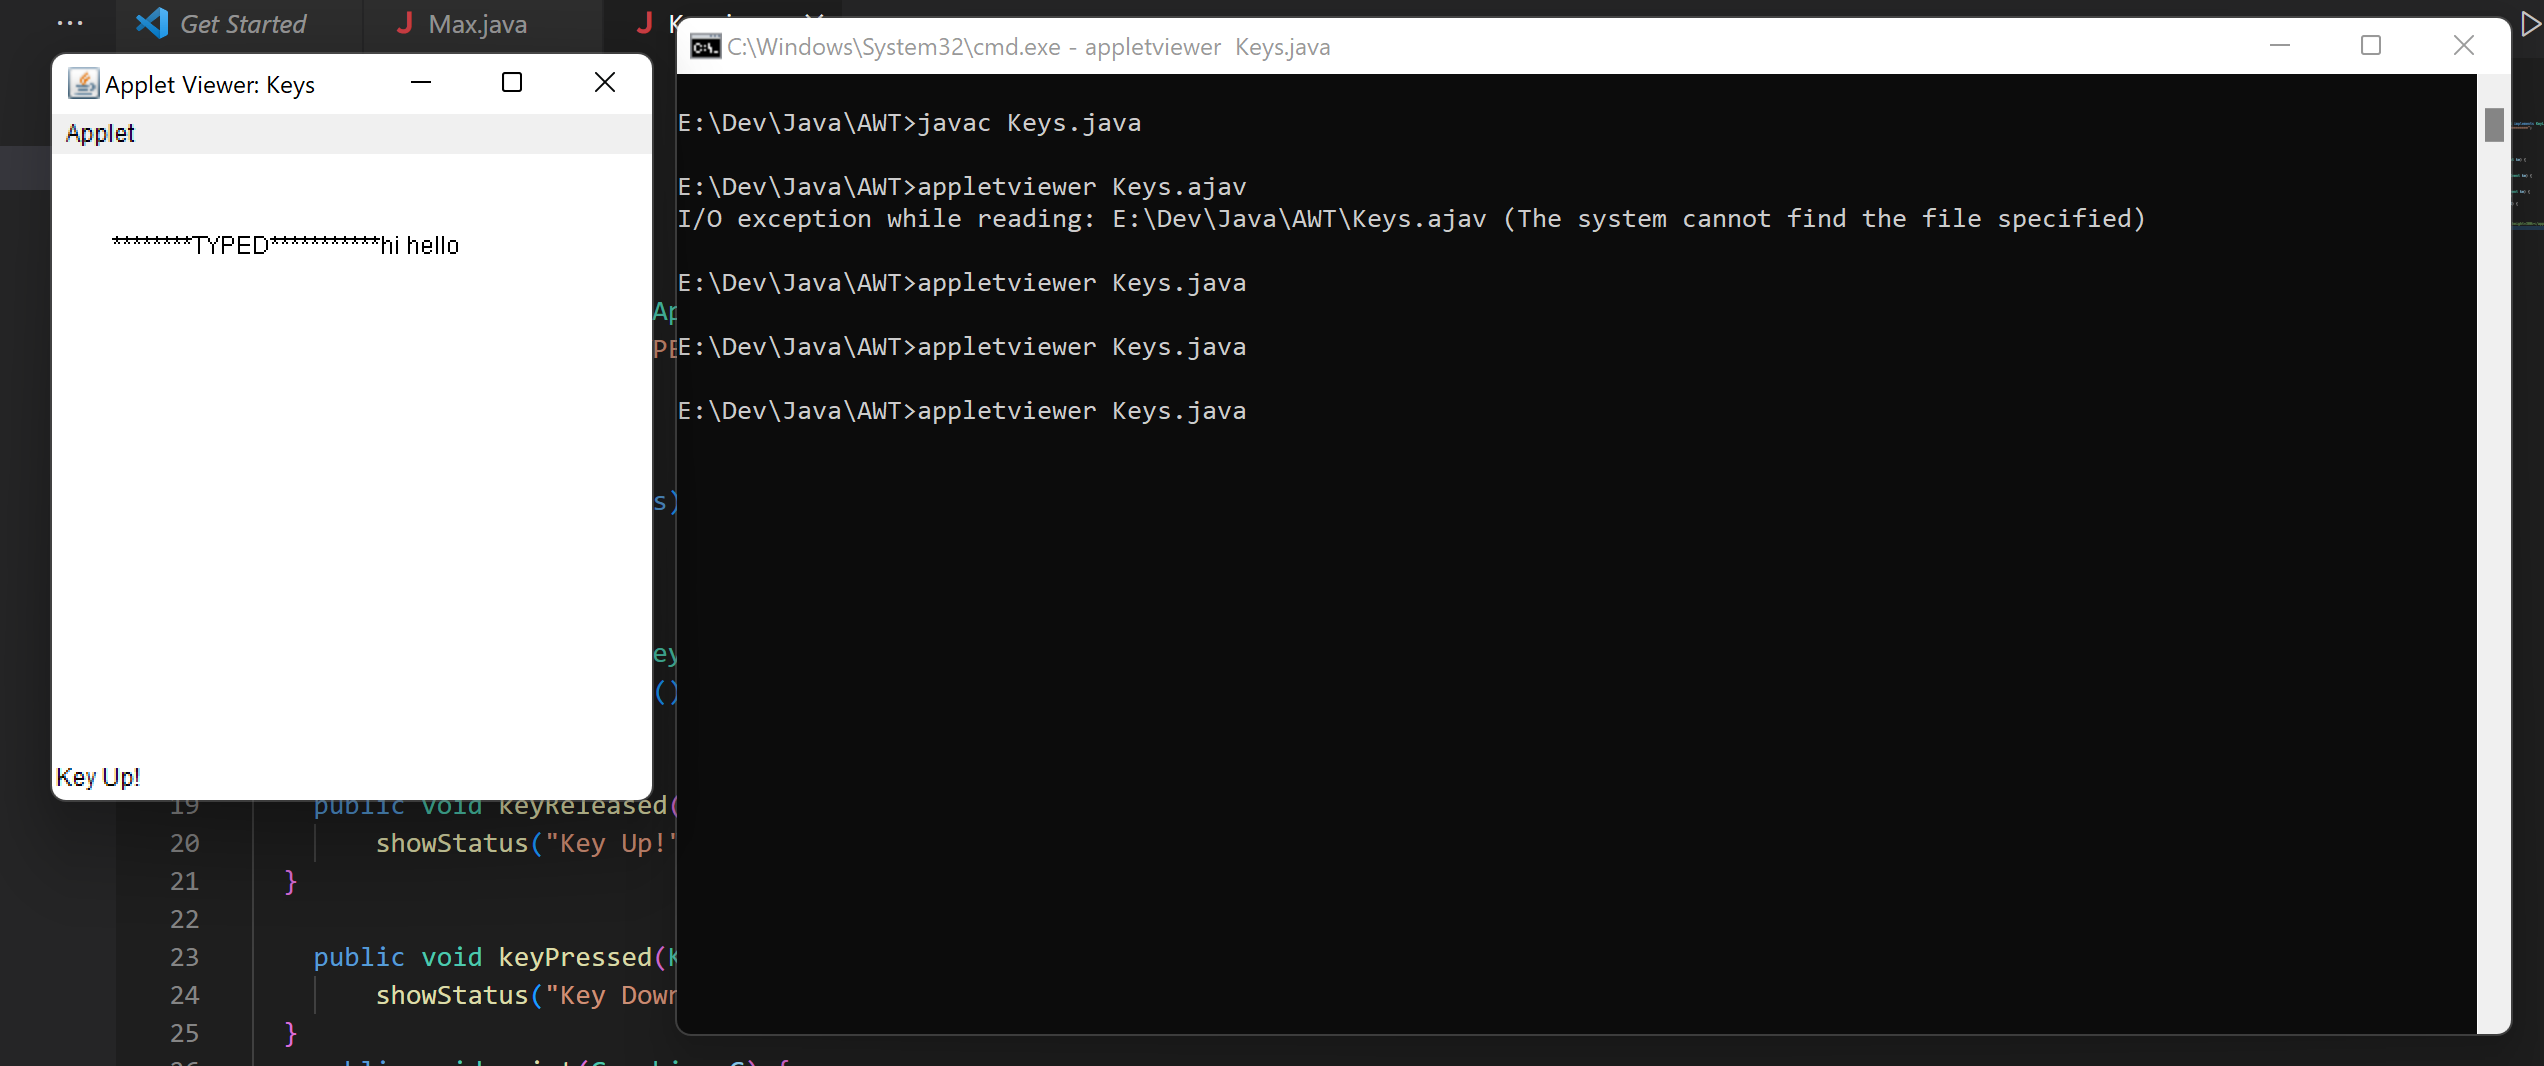 ··· Get Started J Max.java J
C:\Windows\System32\cmd.exe - appletviewer  Keys.java
Applet Viewer: Keys
Applet
********TYPED***********hi hello
Key Up!
E:\Dev\Java\AWT>javac Keys.java
E:\Dev\Java\AWT>appletviewer Keys.ajav
I/O exception while reading: E:\Dev\Java\AWT\Keys.ajav (The system cannot find the file specified)
E:\Dev\Java\AWT>appletviewer Keys.java
E:\Dev\Java\AWT>appletviewer Keys.java
E:\Dev\Java\AWT>appletviewer Keys.java
Ap
PE
s)
ey
()
19 public void keyReleased(
20 showStatus("Key Up!"
21 }
22
23 public void keyPressed(K
24 showStatus("Key Down
25 }